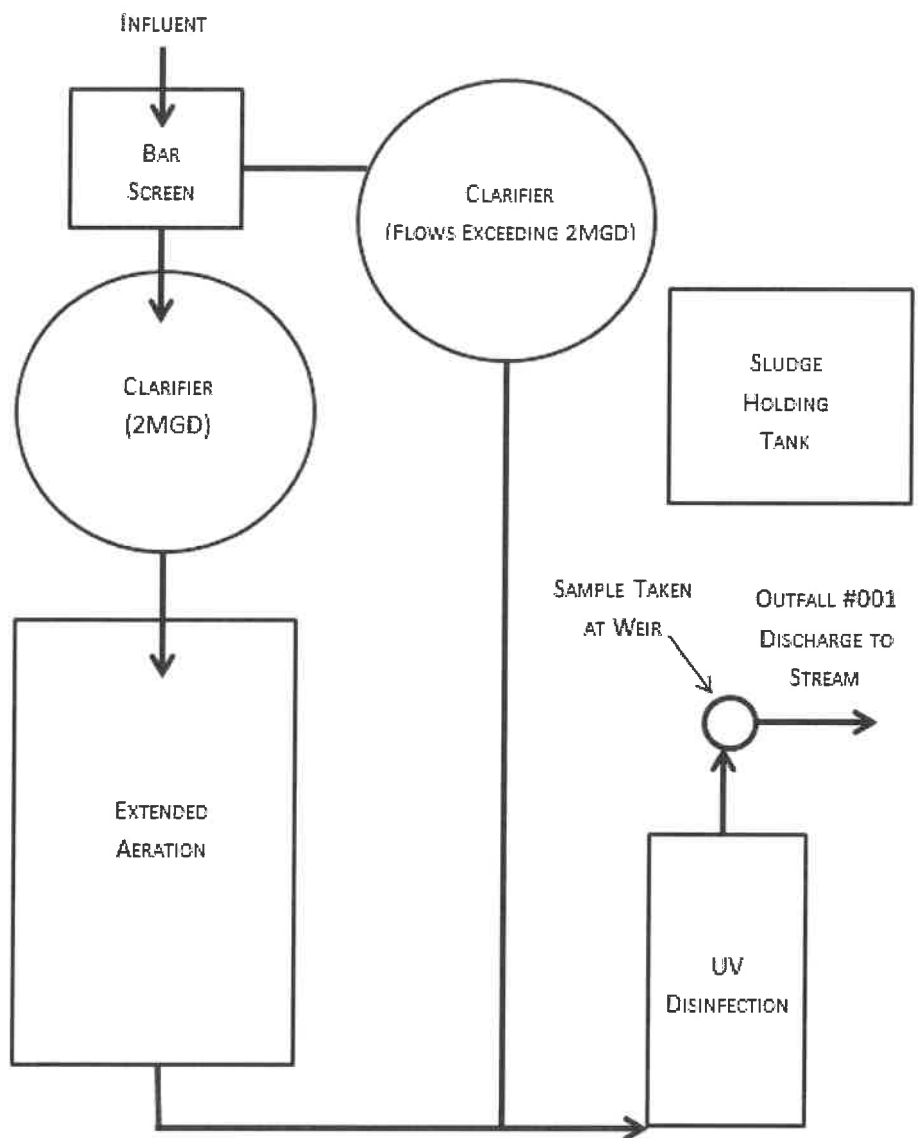 INFLUENT
BAR
SCREEN
CLARIFIER
(FLOWS EXCEEDING 2MGD)
CLARIFIER
(2MGD)
SLUDGE
HOLDING
TANK
SAMPLE TAKEN
AT WEIR
OUTFALL #001
DISCHARGE TO
STREAM
EXTENDED
AERATION
UV
DISINFECTION